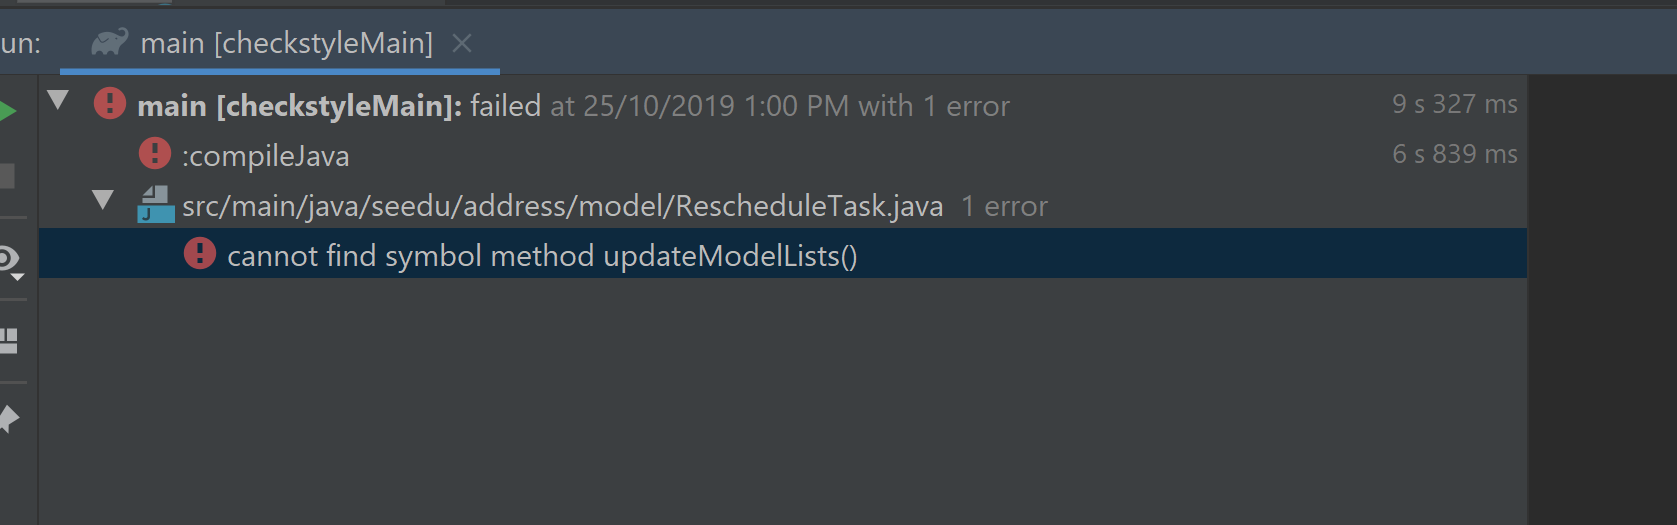 un: main [checkstyleMain]
main [checkstyleMain]: failed at 25/10/2019 1:00 PM with 1 error 9 s 327 ms
:compileJava 6 s 839 ms
src/main/java/seedu/address/model/RescheduleTask.java 1 error
cannot find symbol method updateModelLists()